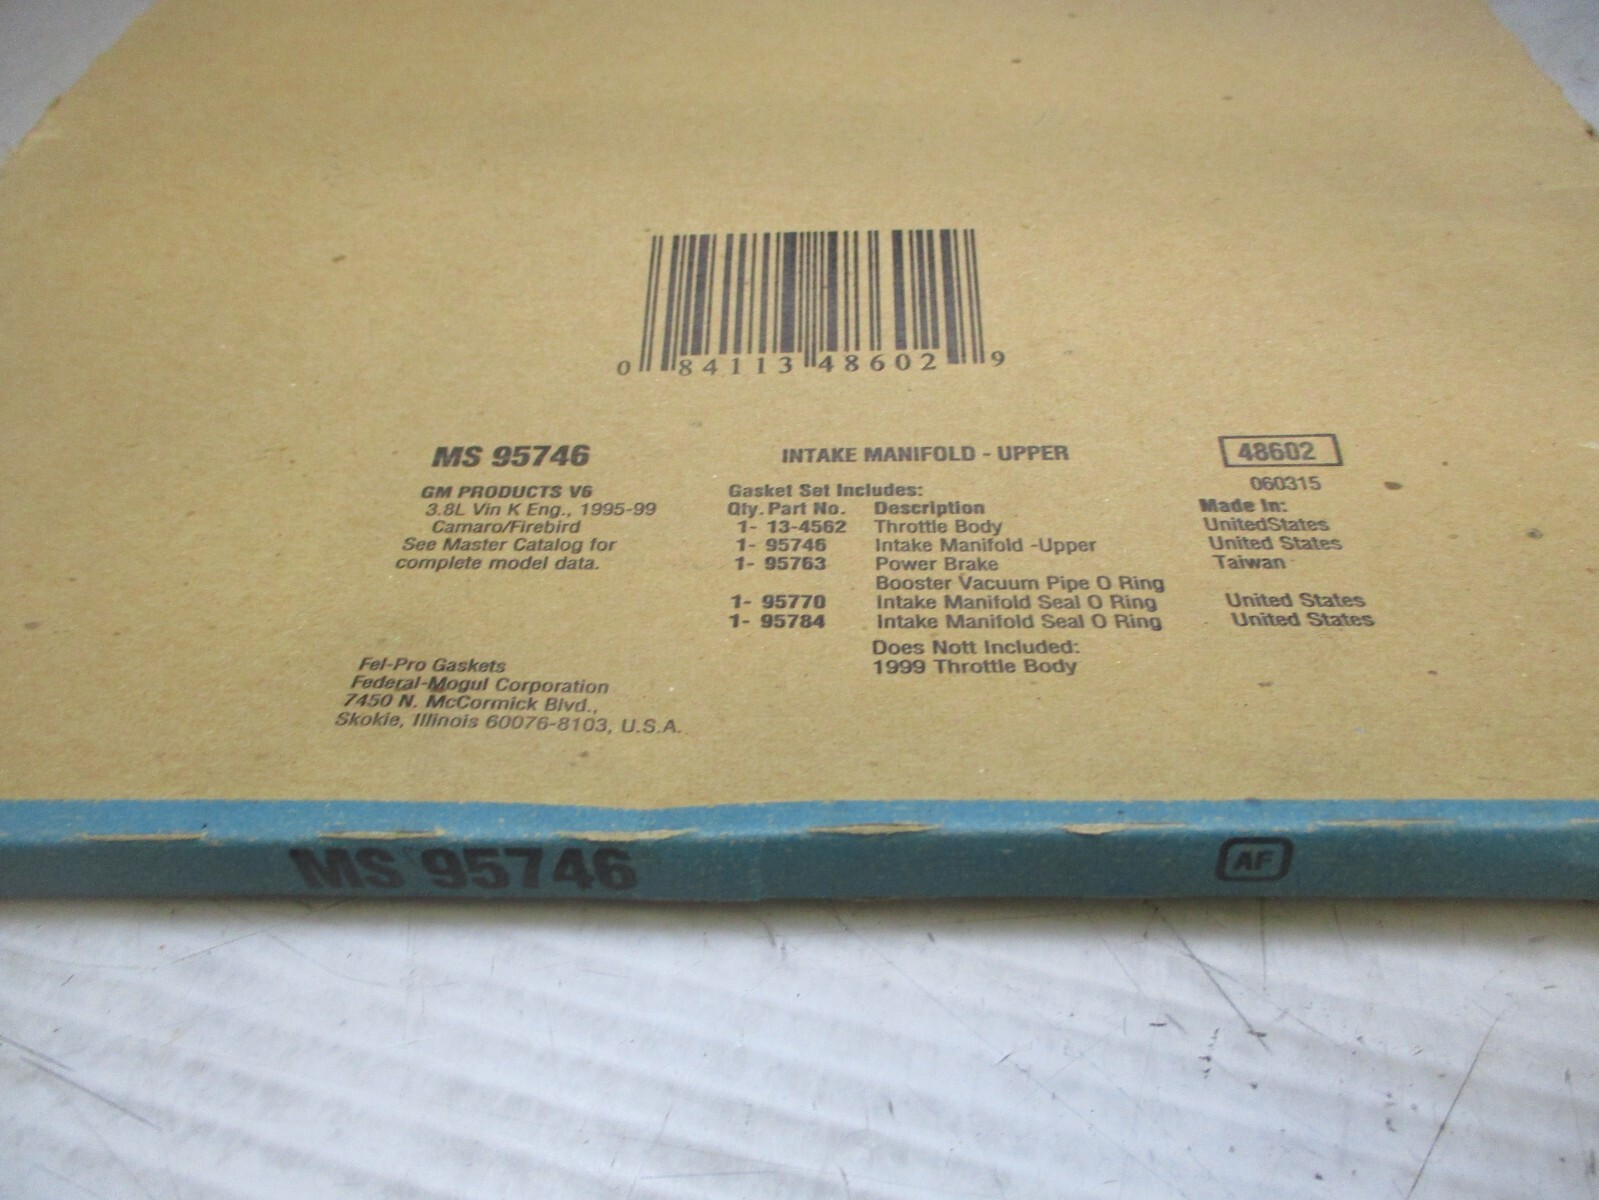 0 84113 48602 9
MS 95746
GM PRODUCTS V6
3.8L Vin K Eng., 1995-99
Camaro/Firebird
See Master Catalog for
complete model data.
INTAKE MANIFOLD - UPPER
Gasket Set Includes:
Qty. Part No. Description
1- 13-4562 Throttle Body
1- 95746 Intake Manifold -Upper
1- 95763 Power Brake
Booster Vacuum Pipe O Ring
1- 95770 Intake Manifold Seal O Ring
1- 95784 Intake Manifold Seal O Ring
Does Nott Included:
1999 Throttle Body
48602
060315
Made In:
UnitedStates
United States
Taiwan
United States
United States
Fel-Pro Gaskets
Federal-Mogul Corporation
7450 N. McCormick Blvd.,
Skokie, Illinois 60076-8103, U.S.A.
MS 95746
AF